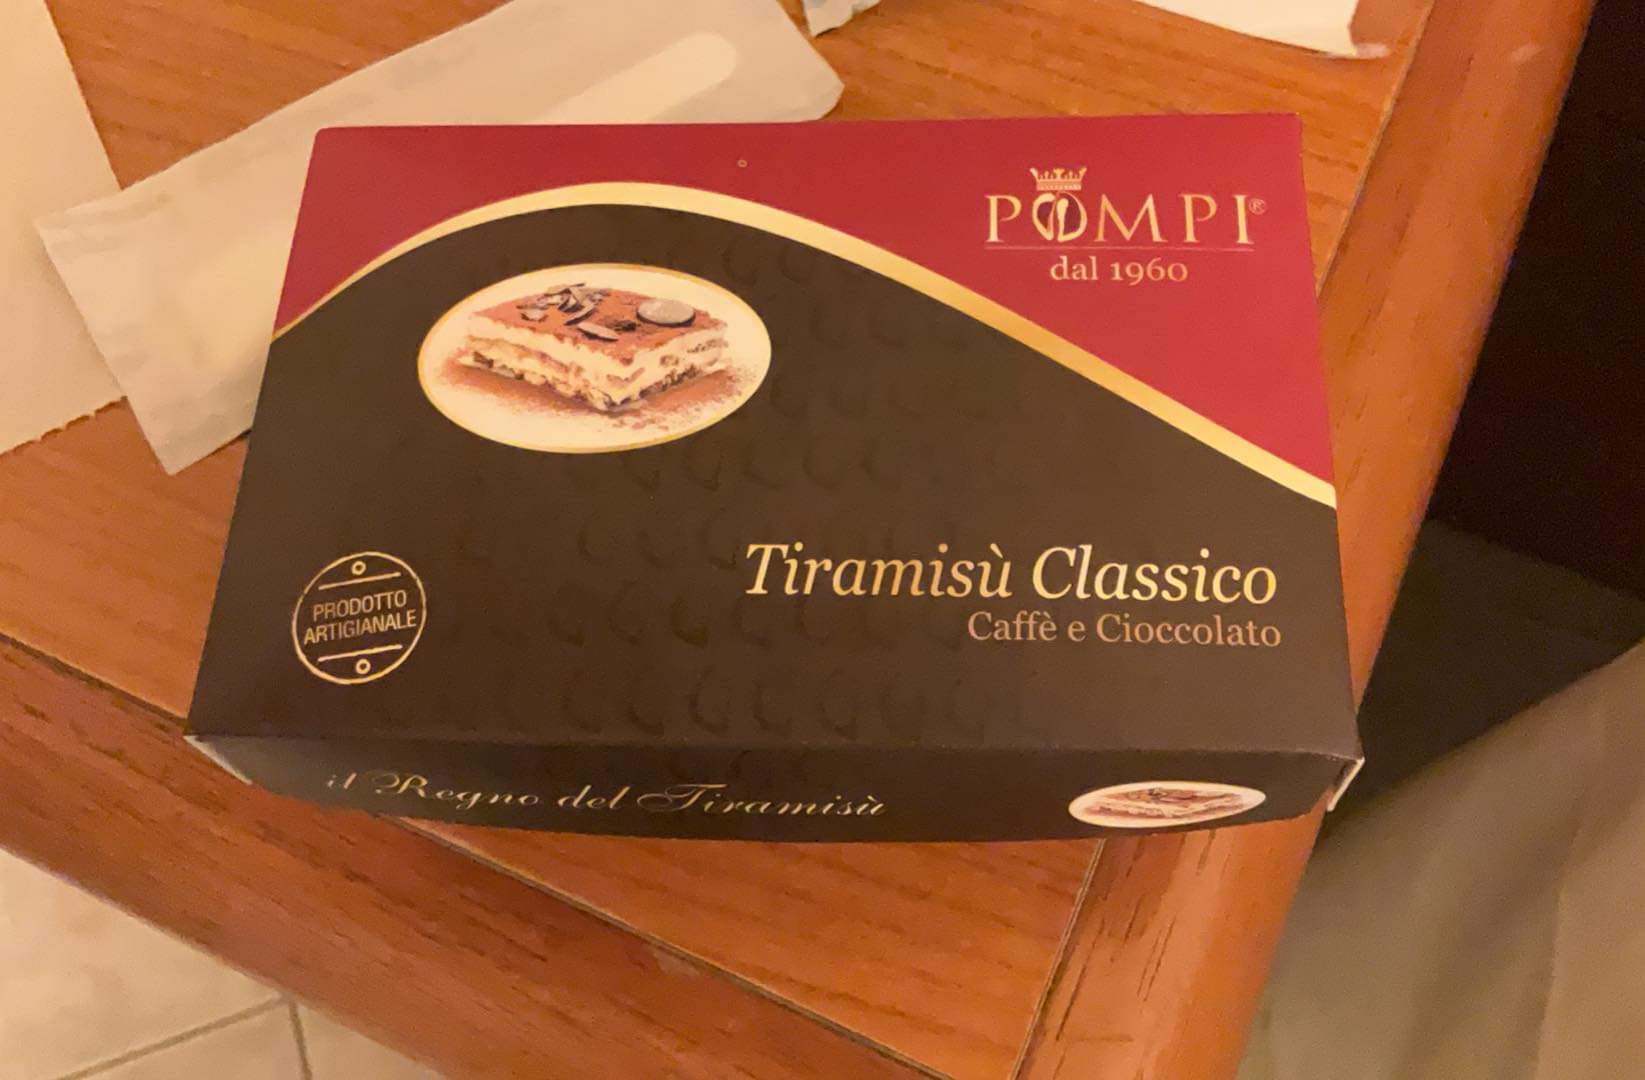 POMPI®
dal 1960
Tiramisù Classico
Caffè e Cioccolato
PRODOTTO
ARTIGIANALE
il Regno del Tiramisù